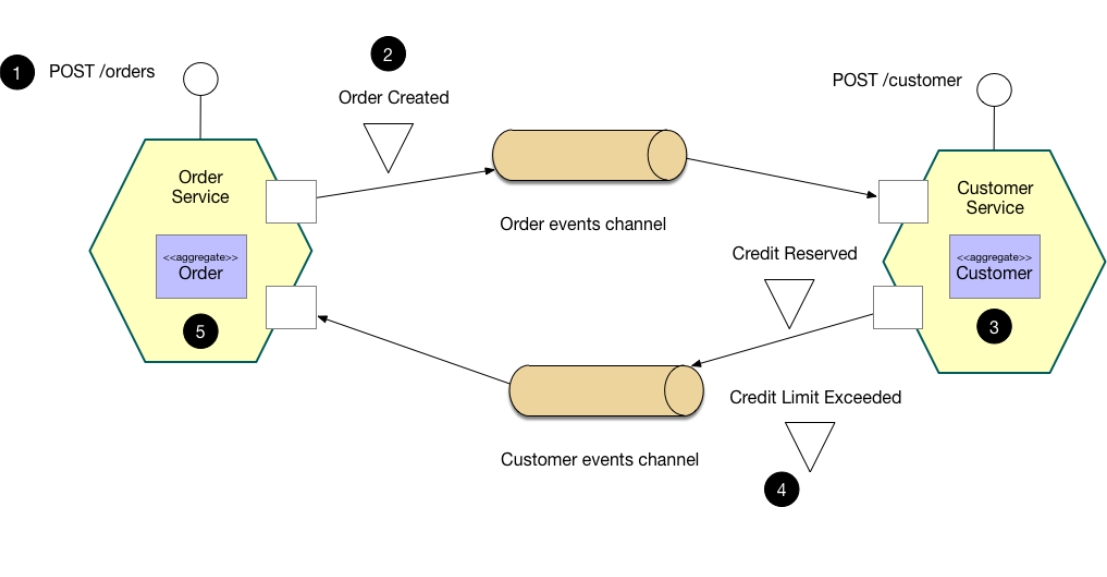 2
1
POST /orders
POST /customer
Order Created
Order
Service
Customer
Service
Order events channel
Credit Reserved
<<aggregate>>
Order
<<aggregate>>
Customer
5
3
Credit Limit Exceeded
Customer events channel
4